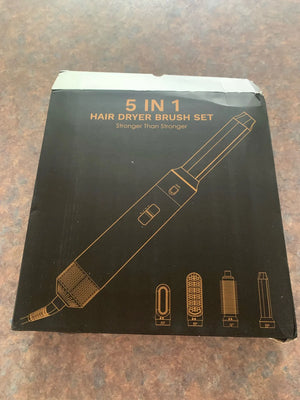 5 IN 1
HAIR DRYER BRUSH SET
Stronger Than Stronger